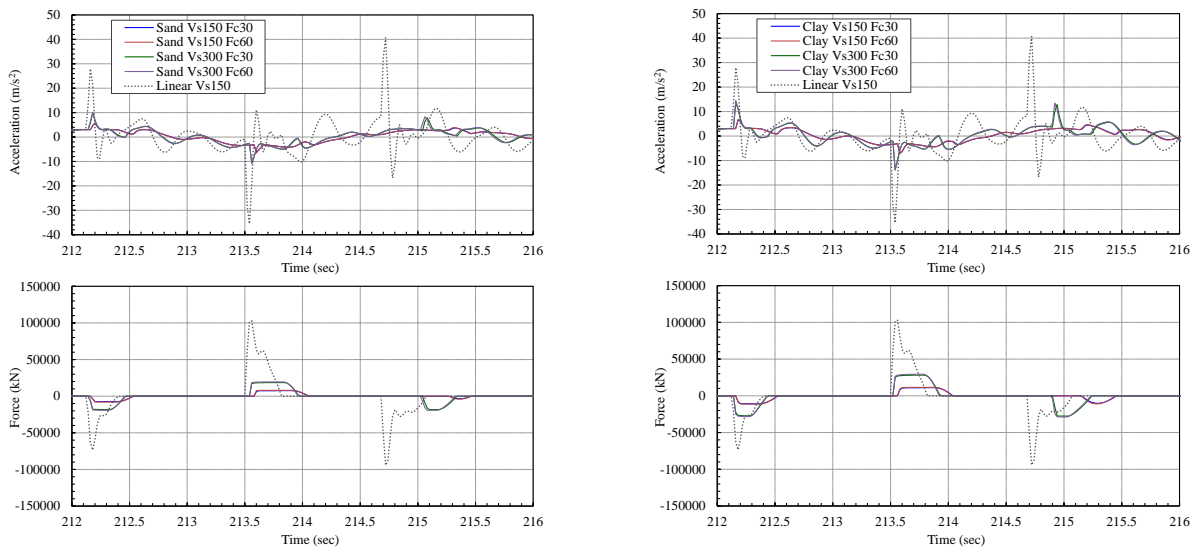 50
40
30
20
10
0
-10
-20
-30
-40
Acceleration (m/s²)
Sand Vs150 Fc30
Sand Vs150 Fc60
Sand Vs300 Fc30
Sand Vs300 Fc60
Linear Vs150
212 212.5 213 213.5 214 214.5 215 215.5 216
Time (sec)
50
40
30
20
10
0
-10
-20
-30
-40
Acceleration (m/s²)
Clay Vs150 Fc30
Clay Vs150 Fc60
Clay Vs300 Fc30
Clay Vs300 Fc60
Linear Vs150
212 212.5 213 213.5 214 214.5 215 215.5 216
Time (sec)
150000
100000
50000
0
-50000
-100000
-150000
Force (kN)
212 212.5 213 213.5 214 214.5 215 215.5 216
Time (sec)
150000
100000
50000
0
-50000
-100000
-150000
Force (kN)
212 212.5 213 213.5 214 214.5 215 215.5 216
Time (sec)